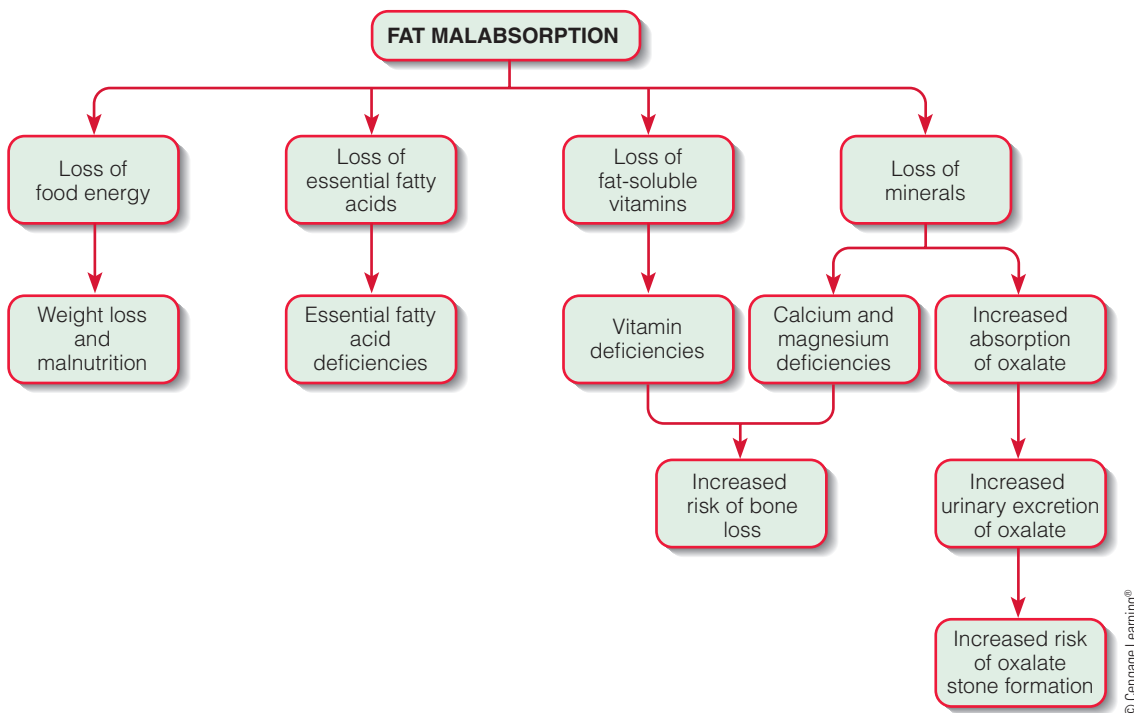 FAT MALABSORPTION
Loss of
food energy
Loss of
essential fatty
acids
Loss of
fat-soluble
vitamins
Loss of
minerals
Weight loss
and
malnutrition
Essential fatty
acid
deficiencies
Vitamin
deficiencies
Calcium and
magnesium
deficiencies
Increased
absorption
of oxalate
Increased
risk of bone
loss
Increased
urinary excretion
of oxalate
Increased risk
of oxalate
stone formation
© Cengage Learning®